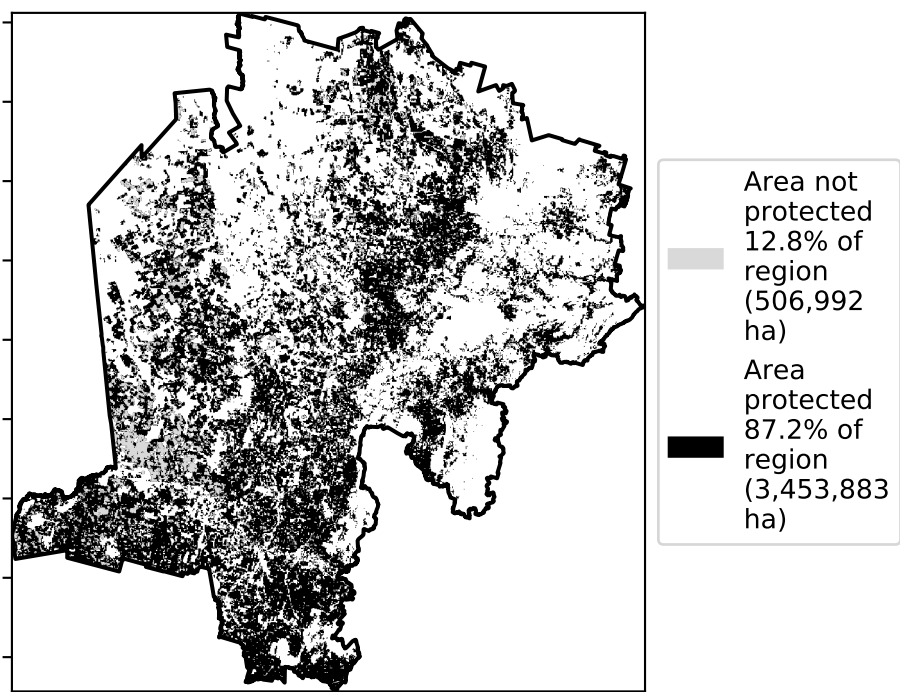 Area not
protected
12.8% of
region
(506,992
ha)
Area
protected
87.2% of
region
(3,453,883
ha)